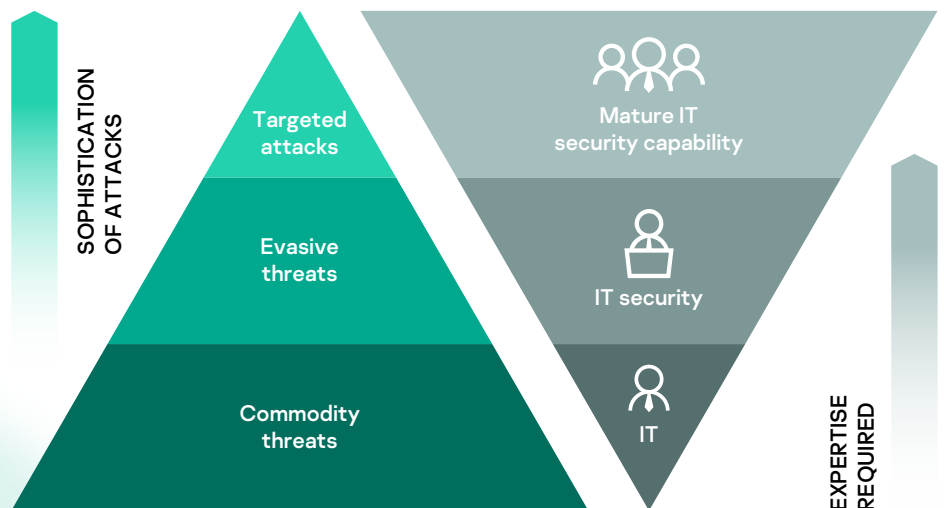 SOPHISTICATION
OF ATTACKS
Targeted
attacks
Evasive
threats
Commodity
threats
Mature IT
security capability
IT security
IT
EXPERTISE
REQUIRED